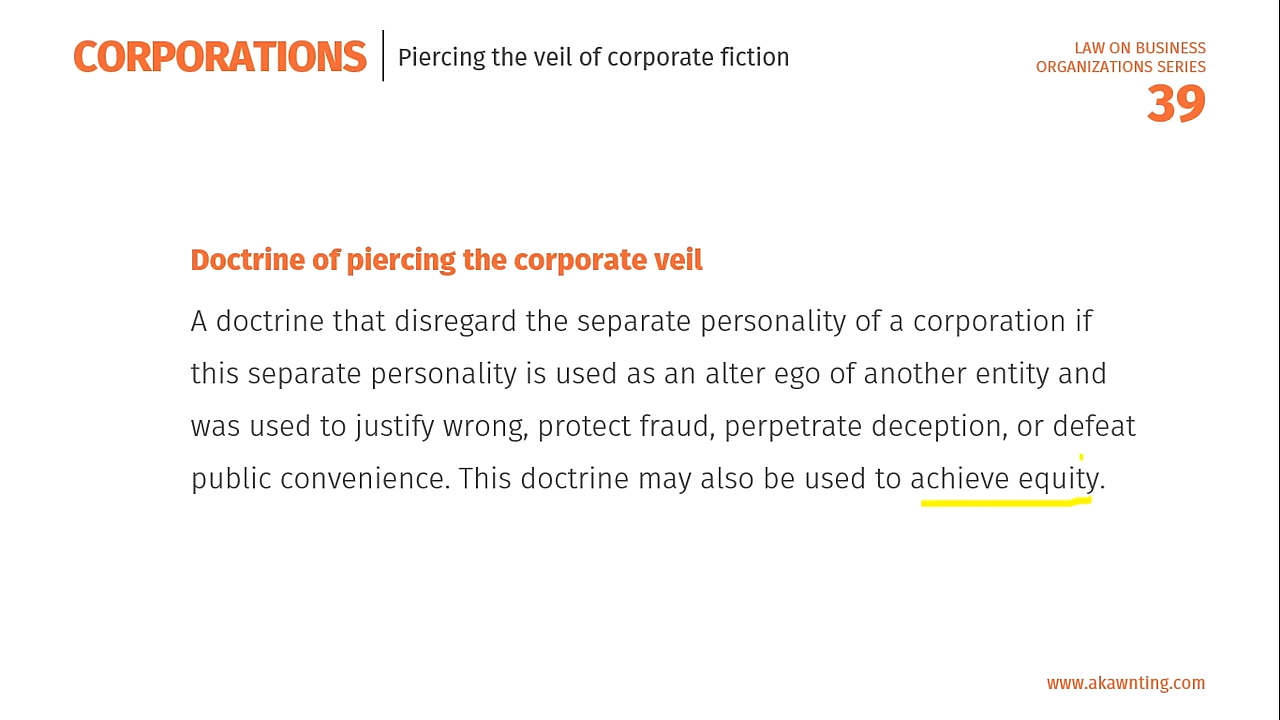 CORPORATIONS
Piercing the veil of corporate fiction
LAW ON BUSINESS
ORGANIZATIONS SERIES
39
Doctrine of piercing the corporate veil
A doctrine that disregard the separate personality of a corporation if
this separate personality is used as an alter ego of another entity and
was used to justify wrong, protect fraud, perpetrate deception, or defeat
public convenience. This doctrine may also be used to achieve equity.
www.akawnting.com